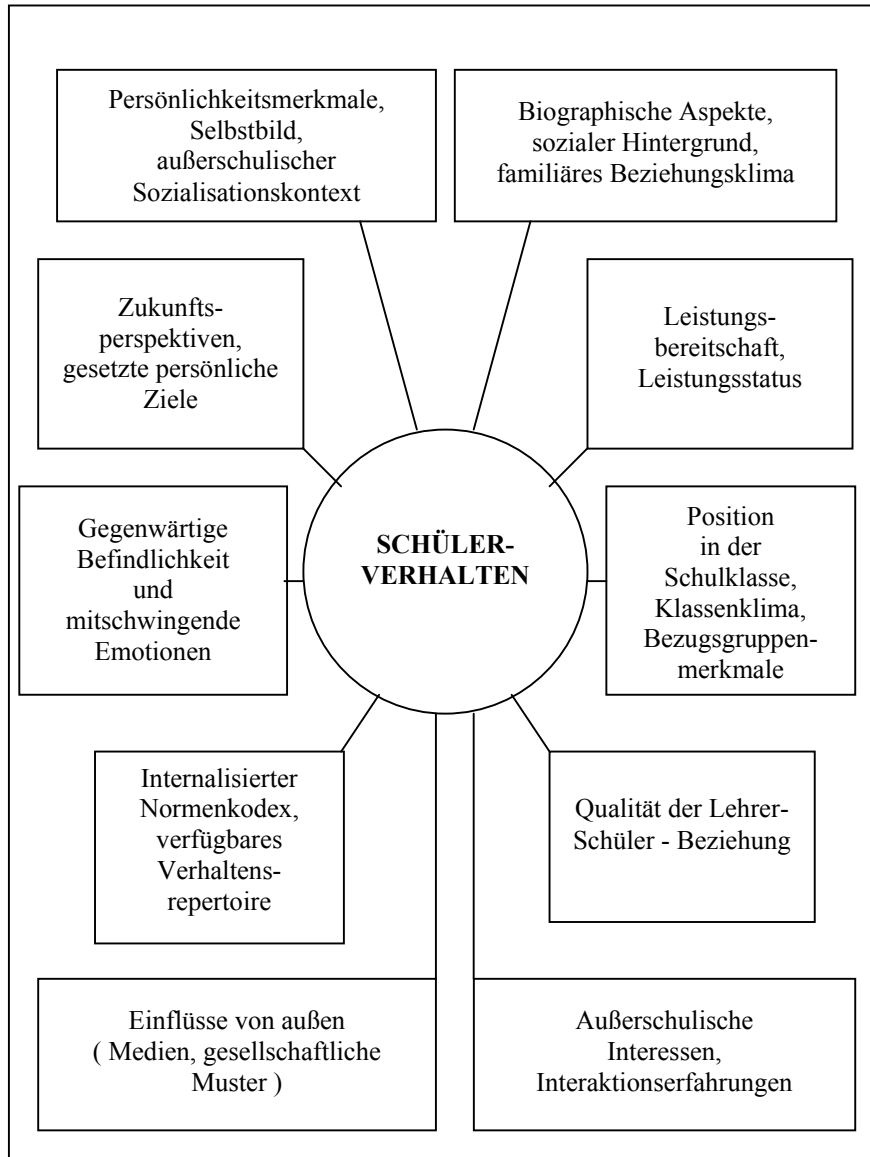 Persönlichkeitsmerkmale,
Selbstbild,
außerschulischer
Sozialisationskontext
Biographische Aspekte,
sozialer Hintergrund,
familiäres Beziehungsklima
Zukunfts-
perspektiven,
gesetzte persönliche
Ziele
Leistungs-
bereitschaft,
Leistungsstatus
Gegenwärtige
Befindlichkeit
und
mitschwingende
Emotionen
SCHÜLER-
VERHALTEN
Position
in der
Schulklasse,
Klassenklima,
Bezugsgruppen-
merkmale
Internalisierter
Normenkodex,
verfügbares
Verhaltens-
repertoire
Qualität der Lehrer-
Schüler - Beziehung
Einflüsse von außen
( Medien, gesellschaftliche
Muster )
Außerschulische
Interessen,
Interaktionserfahrungen